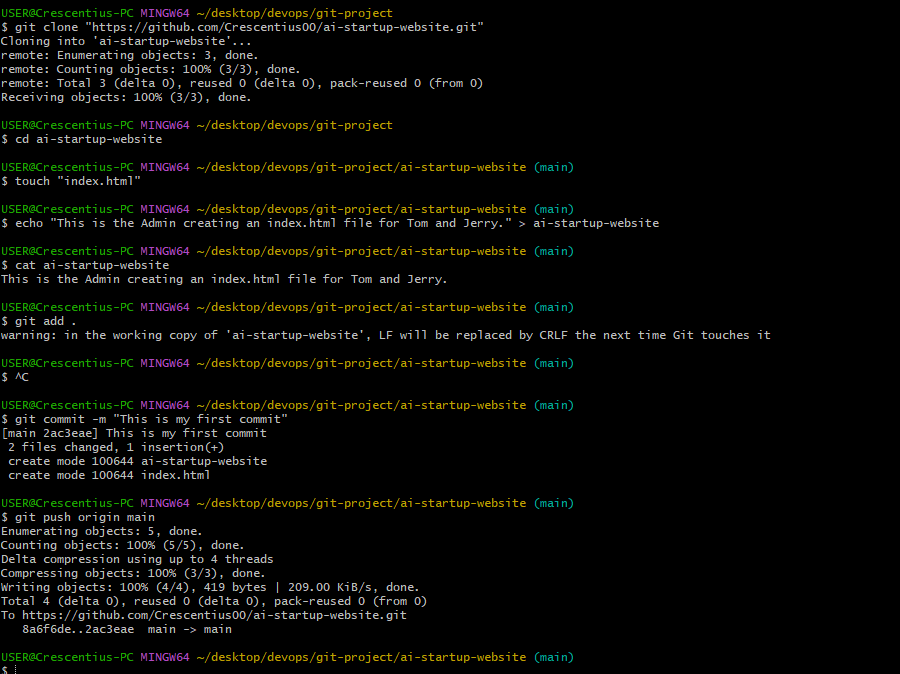 USER@Crescentius-PC MINGW64 ~/desktop/devops/git-project
$ git clone "https://github.com/Crescentius00/ai-startup-website.git"
Cloning into 'ai-startup-website'...
remote: Enumerating objects: 3, done.
remote: Counting objects: 100% (3/3), done.
remote: Total 3 (delta 0), reused 0 (delta 0), pack-reused 0 (from 0)
Receiving objects: 100% (3/3), done.
USER@Crescentius-PC MINGW64 ~/desktop/devops/git-project
$ cd ai-startup-website
USER@Crescentius-PC MINGW64 ~/desktop/devops/git-project/ai-startup-website (main)
$ touch "index.html"
USER@Crescentius-PC MINGW64 ~/desktop/devops/git-project/ai-startup-website (main)
$ echo "This is the Admin creating an index.html file for Tom and Jerry." > ai-startup-website
USER@Crescentius-PC MINGW64 ~/desktop/devops/git-project/ai-startup-website (main)
$ cat ai-startup-website
This is the Admin creating an index.html file for Tom and Jerry.
USER@Crescentius-PC MINGW64 ~/desktop/devops/git-project/ai-startup-website (main)
$ git add .
warning: in the working copy of 'ai-startup-website', LF will be replaced by CRLF the next time Git touches it
USER@Crescentius-PC MINGW64 ~/desktop/devops/git-project/ai-startup-website (main)
$ ^C
USER@Crescentius-PC MINGW64 ~/desktop/devops/git-project/ai-startup-website (main)
$ git commit -m "This is my first commit"
[main 2ac3eae] This is my first commit
2 files changed, 1 insertion(+)
create mode 100644 ai-startup-website
create mode 100644 index.html
USER@Crescentius-PC MINGW64 ~/desktop/devops/git-project/ai-startup-website (main)
$ git push origin main
Enumerating objects: 5, done.
Counting objects: 100% (5/5), done.
Delta compression using up to 4 threads
Compressing objects: 100% (3/3), done.
Writing objects: 100% (4/4), 419 bytes | 209.00 KiB/s, done.
Total 4 (delta 0), reused 0 (delta 0), pack-reused 0 (from 0)
To https://github.com/Crescentius00/ai-startup-website.git
8a6f6de..2ac3eae  main -> main
USER@Crescentius-PC MINGW64 ~/desktop/devops/git-project/ai-startup-website (main)
$